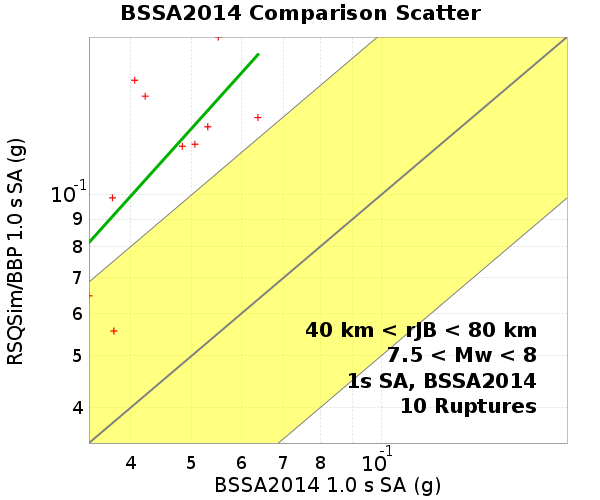 BSSA2014 Comparison Scatter
RSQSim/BBP 1.0 s SA (g)
10-1
9
8
7
6
5
4
40 km < rJB < 80 km
7.5 < Mw < 8
1s SA, BSSA2014
10 Ruptures
4 5 6 7 8 10-1
BSSA2014 1.0 s SA (g)